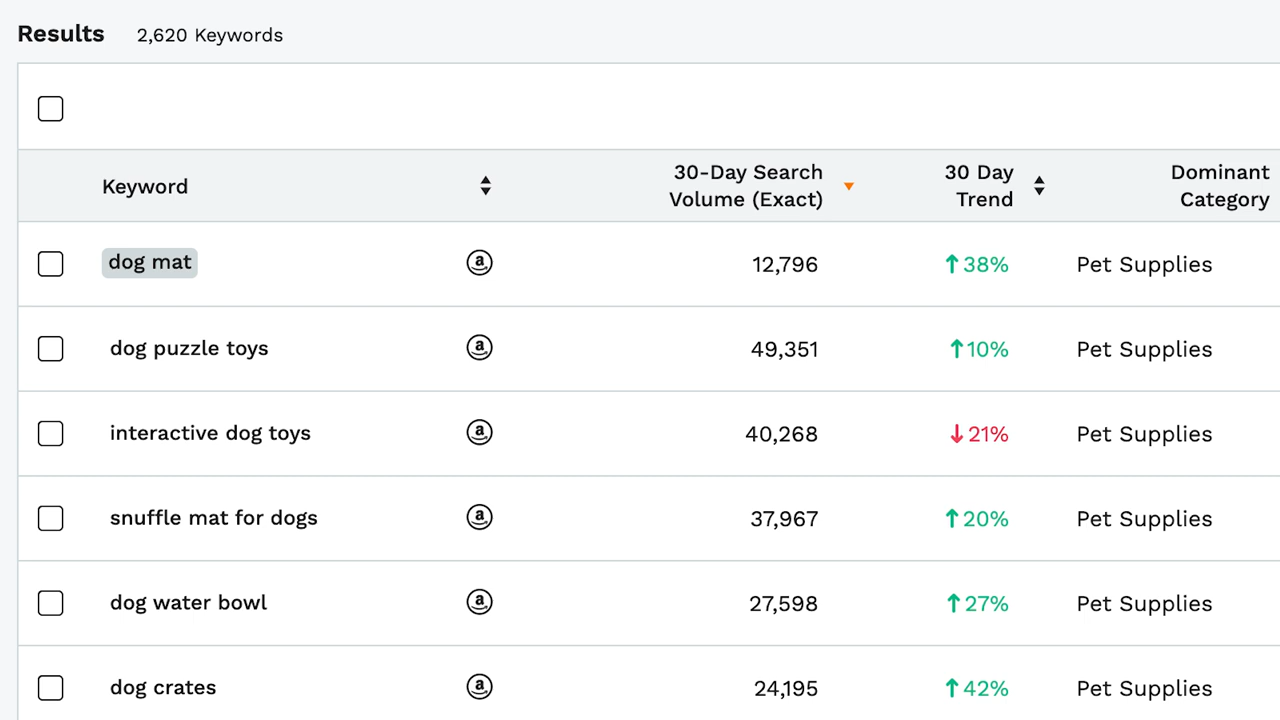 Results 2,620 Keywords
Keyword 30-Day Search Volume (Exact) 30 Day Trend Dominant Category
dog mat a 12,796 ↑38% Pet Supplies
dog puzzle toys a 49,351 ↑10% Pet Supplies
interactive dog toys a 40,268 ↓21% Pet Supplies
snuffle mat for dogs a 37,967 ↑20% Pet Supplies
dog water bowl a 27,598 ↑27% Pet Supplies
dog crates a 24,195 ↑42% Pet Supplies